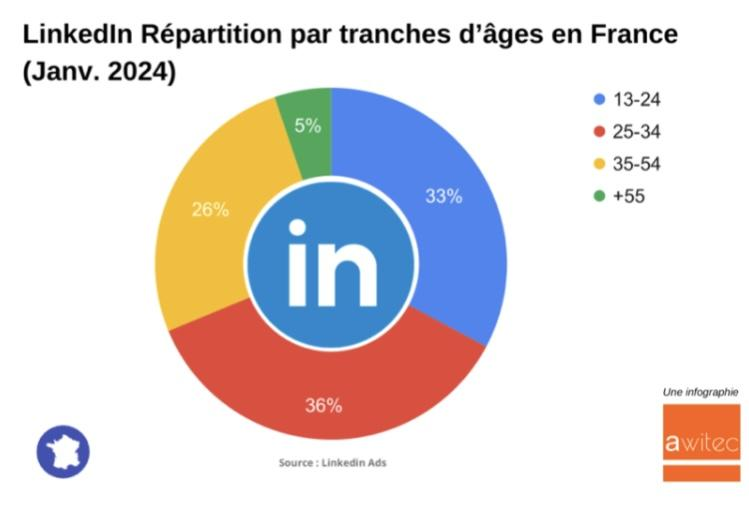 LinkedIn Répartition par tranches d’âges en France
(Janv. 2024)
13-24
25-34
35-54
+55
5%
33%
26%
in
36%
Source : Linkedin Ads
Une infographie
awitec